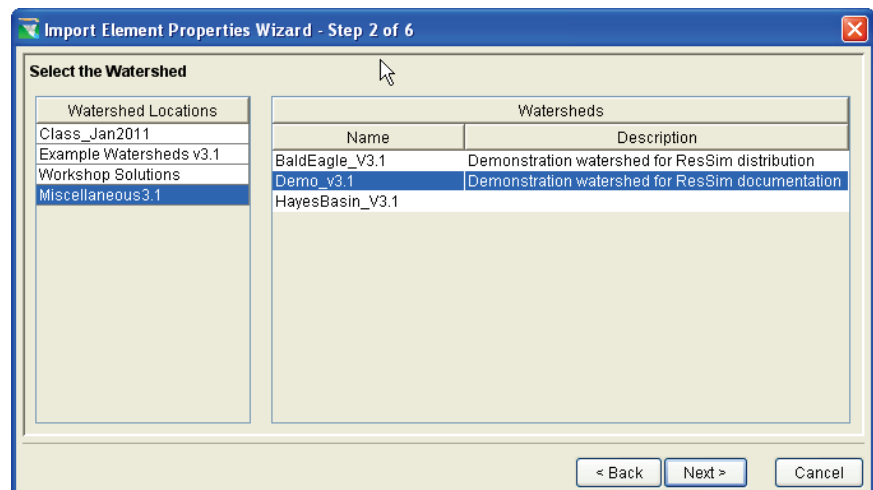 Import Element Properties Wizard - Step 2 of 6
Select the Watershed
Watershed Locations
Class_Jan2011
Example Watersheds v3.1
Workshop Solutions
Miscellaneous3.1
Watersheds
Name Description
BaldEagle_V3.1 Demonstration watershed for ResSim distribution
Demo_v3.1 Demonstration watershed for ResSim documentation
HayesBasin_V3.1
< Back Next > Cancel